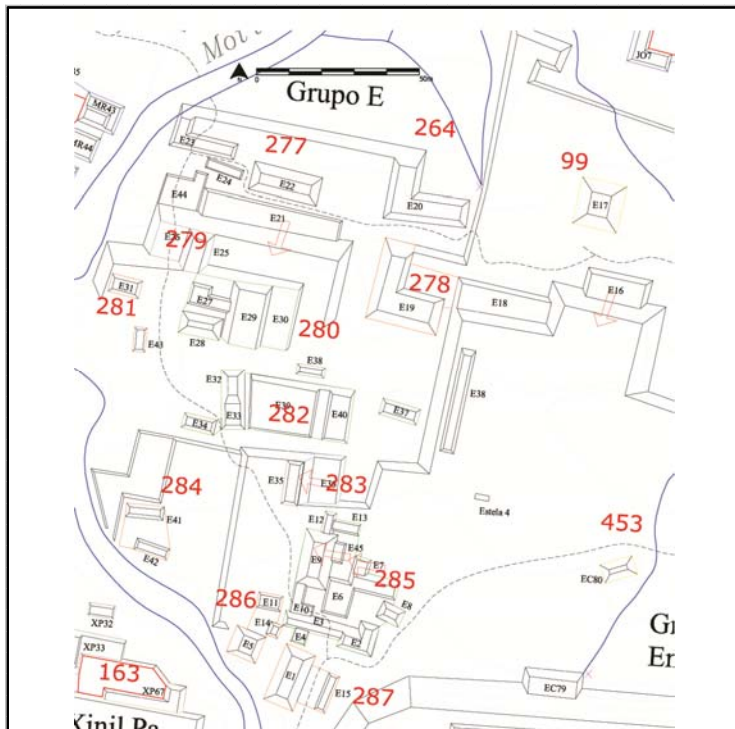 Grupo E
0 50m
JO7
MR43
MR44
264
277
99
E23
E24
E22
E44
E20
E17
E21
279
E25
278
E16
E31
281
E27
E29
E30
280
E19
E18
E28
E43
E38
E32
282
E33
E40
E37
E38
E34
E35
283
284
E41
E42
Estela 4
453
E12
E13
E45
E9
E7
285
EC80
E6
E8
286
E11
E10
E3
E14
E4
E2
E5
XP32
XP33
163
XP67
E1
E15
287
EC79